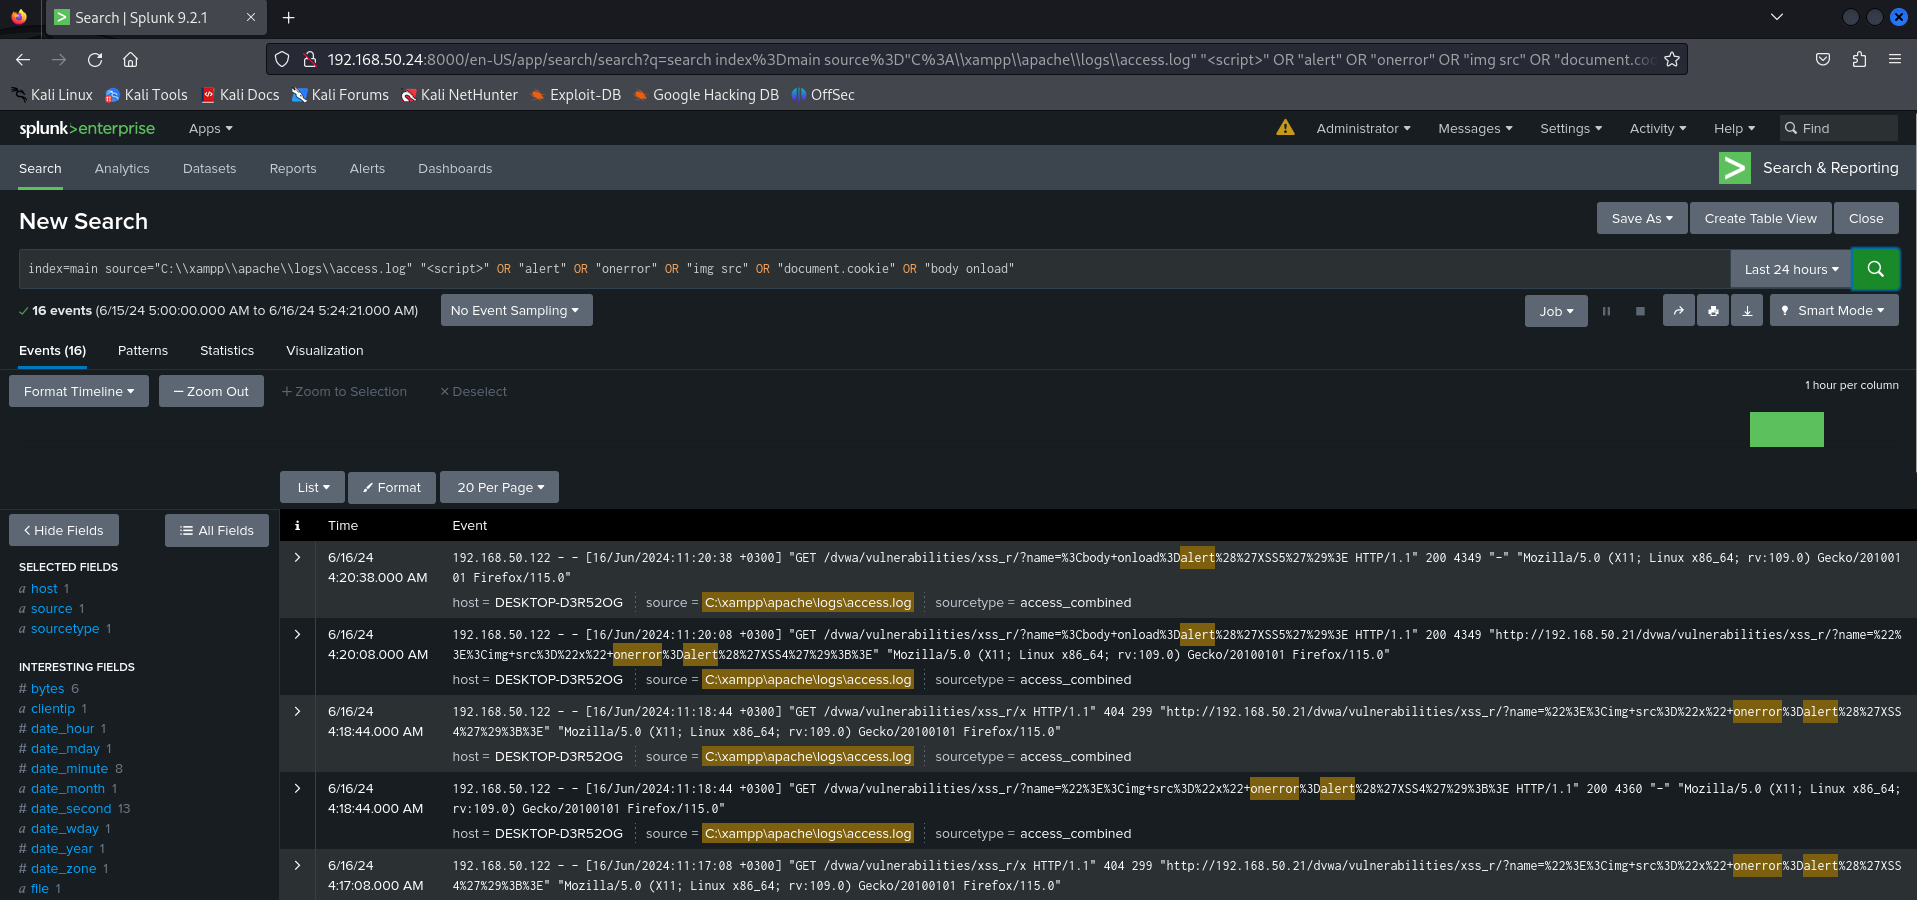 Search | Splunk 9.2.1
192.168.50.24:8000/en-US/app/search/search?q=search index%3Dmain source%3D"C%3A\\xampp\\apache\\logs\\access.log" "<script>" OR "alert" OR "onerror" OR "img src" OR "document.coo
Kali Linux Kali Tools Kali Docs Kali Forums Kali NetHunter Exploit-DB Google Hacking DB OffSec
splunk>enterprise Apps Administrator Messages Settings Activity Help Find
Search Analytics Datasets Reports Alerts Dashboards Search & Reporting
New Search Save As Create Table View Close
index=main source="C:\\xampp\\apache\\logs\\access.log" "<script>" OR "alert" OR "onerror" OR "img src" OR "document.cookie" OR "body onload" Last 24 hours
16 events (6/15/24 5:00:00.000 AM to 6/16/24 5:24:21.000 AM) No Event Sampling Job Smart Mode
Events (16) Patterns Statistics Visualization
Format Timeline — Zoom Out + Zoom to Selection × Deselect 1 hour per column
List Format 20 Per Page
< Hide Fields All Fields
SELECTED FIELDS
a host 1
a source 1
a sourcetype 1
INTERESTING FIELDS
# bytes 6
a clientip 1
# date_hour 1
# date_mday 1
# date_minute 8
a date_month 1
# date_second 13
a date_wday 1
# date_year 1
# date_zone 1
a file 1
i Time Event
6/16/24 192.168.50.122 - - [16/Jun/2024:11:20:38 +0300] "GET /dvwa/vulnerabilities/xss_r/?name=%3Cbody+onload%3Dalert%28%27XSS5%27%29%3E HTTP/1.1" 200 4349 "-" "Mozilla/5.0 (X11; Linux x86_64; rv:109.0) Gecko/201001
4:20:38.000 AM 01 Firefox/115.0"
host = DESKTOP-D3R52OG source = C:\xampp\apache\logs\access.log sourcetype = access_combined
6/16/24 192.168.50.122 - - [16/Jun/2024:11:20:08 +0300] "GET /dvwa/vulnerabilities/xss_r/?name=%3Cbody+onload%3Dalert%28%27XSS5%27%29%3E HTTP/1.1" 200 4349 "http://192.168.50.21/dvwa/vulnerabilities/xss_r/?name=%22%
4:20:08.000 AM 3E%3Cimg+src%3D%22x%22+onerror%3Dalert%28%27XSS4%27%29%3B%3E" "Mozilla/5.0 (X11; Linux x86_64; rv:109.0) Gecko/20100101 Firefox/115.0"
host = DESKTOP-D3R52OG source = C:\xampp\apache\logs\access.log sourcetype = access_combined
6/16/24 192.168.50.122 - - [16/Jun/2024:11:18:44 +0300] "GET /dvwa/vulnerabilities/xss_r/x HTTP/1.1" 404 299 "http://192.168.50.21/dvwa/vulnerabilities/xss_r/?name=%22%3E%3Cimg+src%3D%22x%22+onerror%3Dalert%28%27XSS
4:18:44.000 AM 4%27%29%3B%3E" "Mozilla/5.0 (X11; Linux x86_64; rv:109.0) Gecko/20100101 Firefox/115.0"
host = DESKTOP-D3R52OG source = C:\xampp\apache\logs\access.log sourcetype = access_combined
6/16/24 192.168.50.122 - - [16/Jun/2024:11:18:44 +0300] "GET /dvwa/vulnerabilities/xss_r/?name=%22%3E%3Cimg+src%3D%22x%22+onerror%3Dalert%28%27XSS4%27%29%3B%3E HTTP/1.1" 200 4360 "-" "Mozilla/5.0 (X11; Linux x86_64;
4:18:44.000 AM rv:109.0) Gecko/20100101 Firefox/115.0"
host = DESKTOP-D3R52OG source = C:\xampp\apache\logs\access.log sourcetype = access_combined
6/16/24 192.168.50.122 - - [16/Jun/2024:11:17:08 +0300] "GET /dvwa/vulnerabilities/xss_r/x HTTP/1.1" 404 299 "http://192.168.50.21/dvwa/vulnerabilities/xss_r/?name=%22%3E%3Cimg+src%3D%22x%22+onerror%3Dalert%28%27XSS
4:17:08.000 AM 4%27%29%3B%3E" "Mozilla/5.0 (X11; Linux x86_64; rv:109.0) Gecko/20100101 Firefox/115.0"